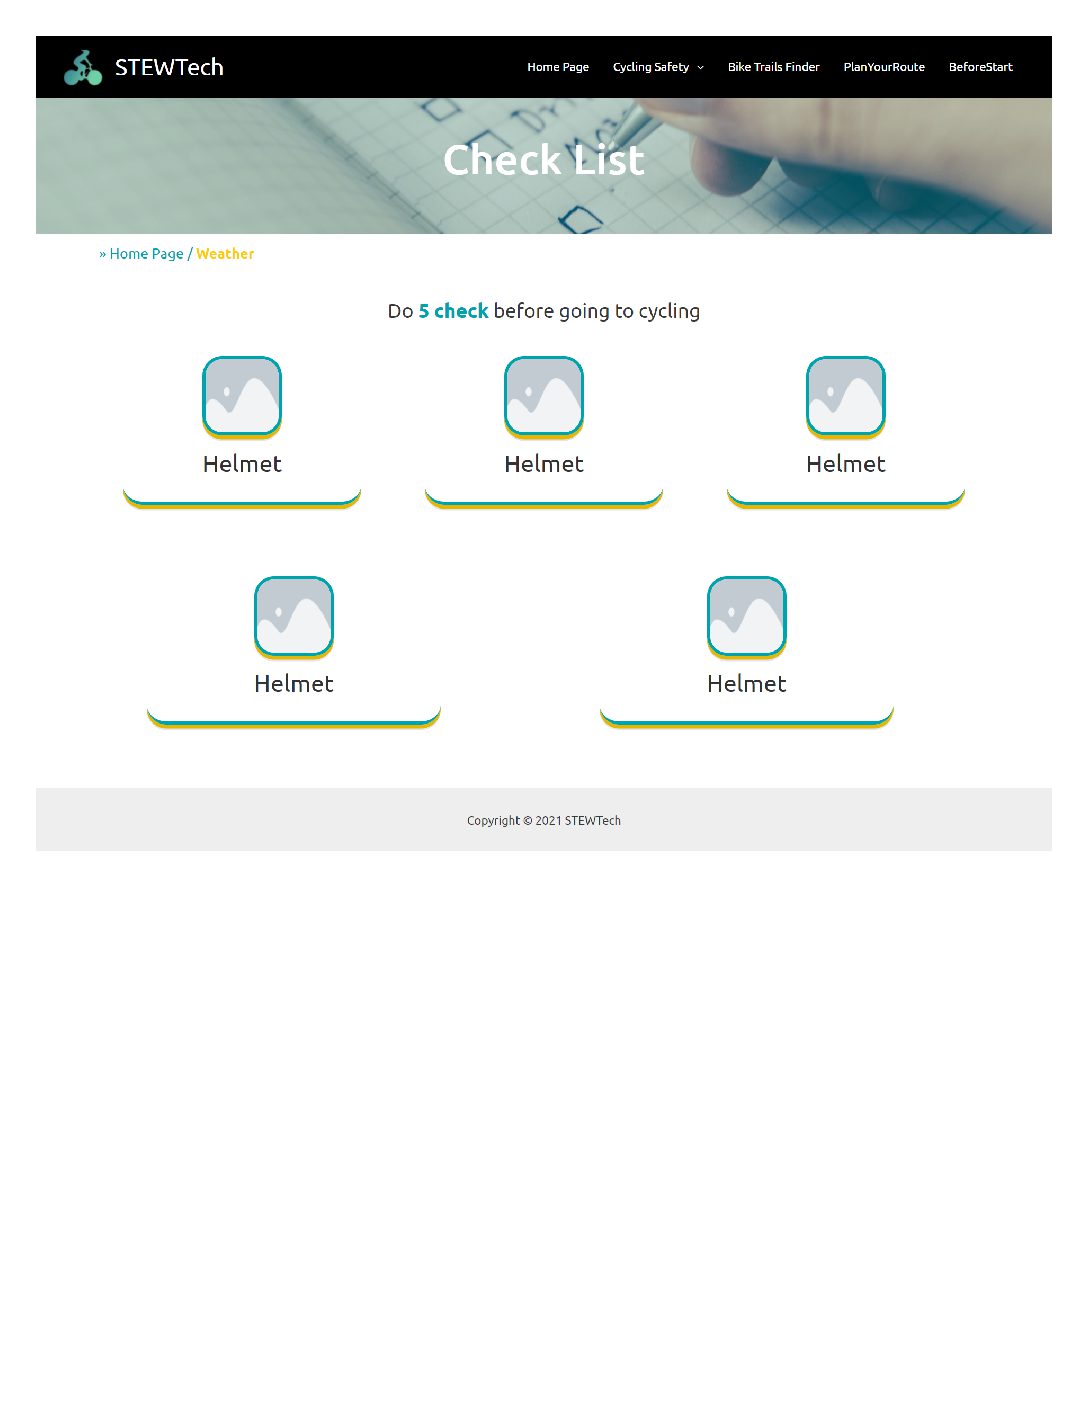 STEWTech
Home Page Cycling Safety Bike Trails Finder PlanYourRoute BeforeStart
Check List
» Home Page / Weather
Do 5 check before going to cycling
Helmet Helmet Helmet
Helmet Helmet
Copyright © 2021 STEWTech